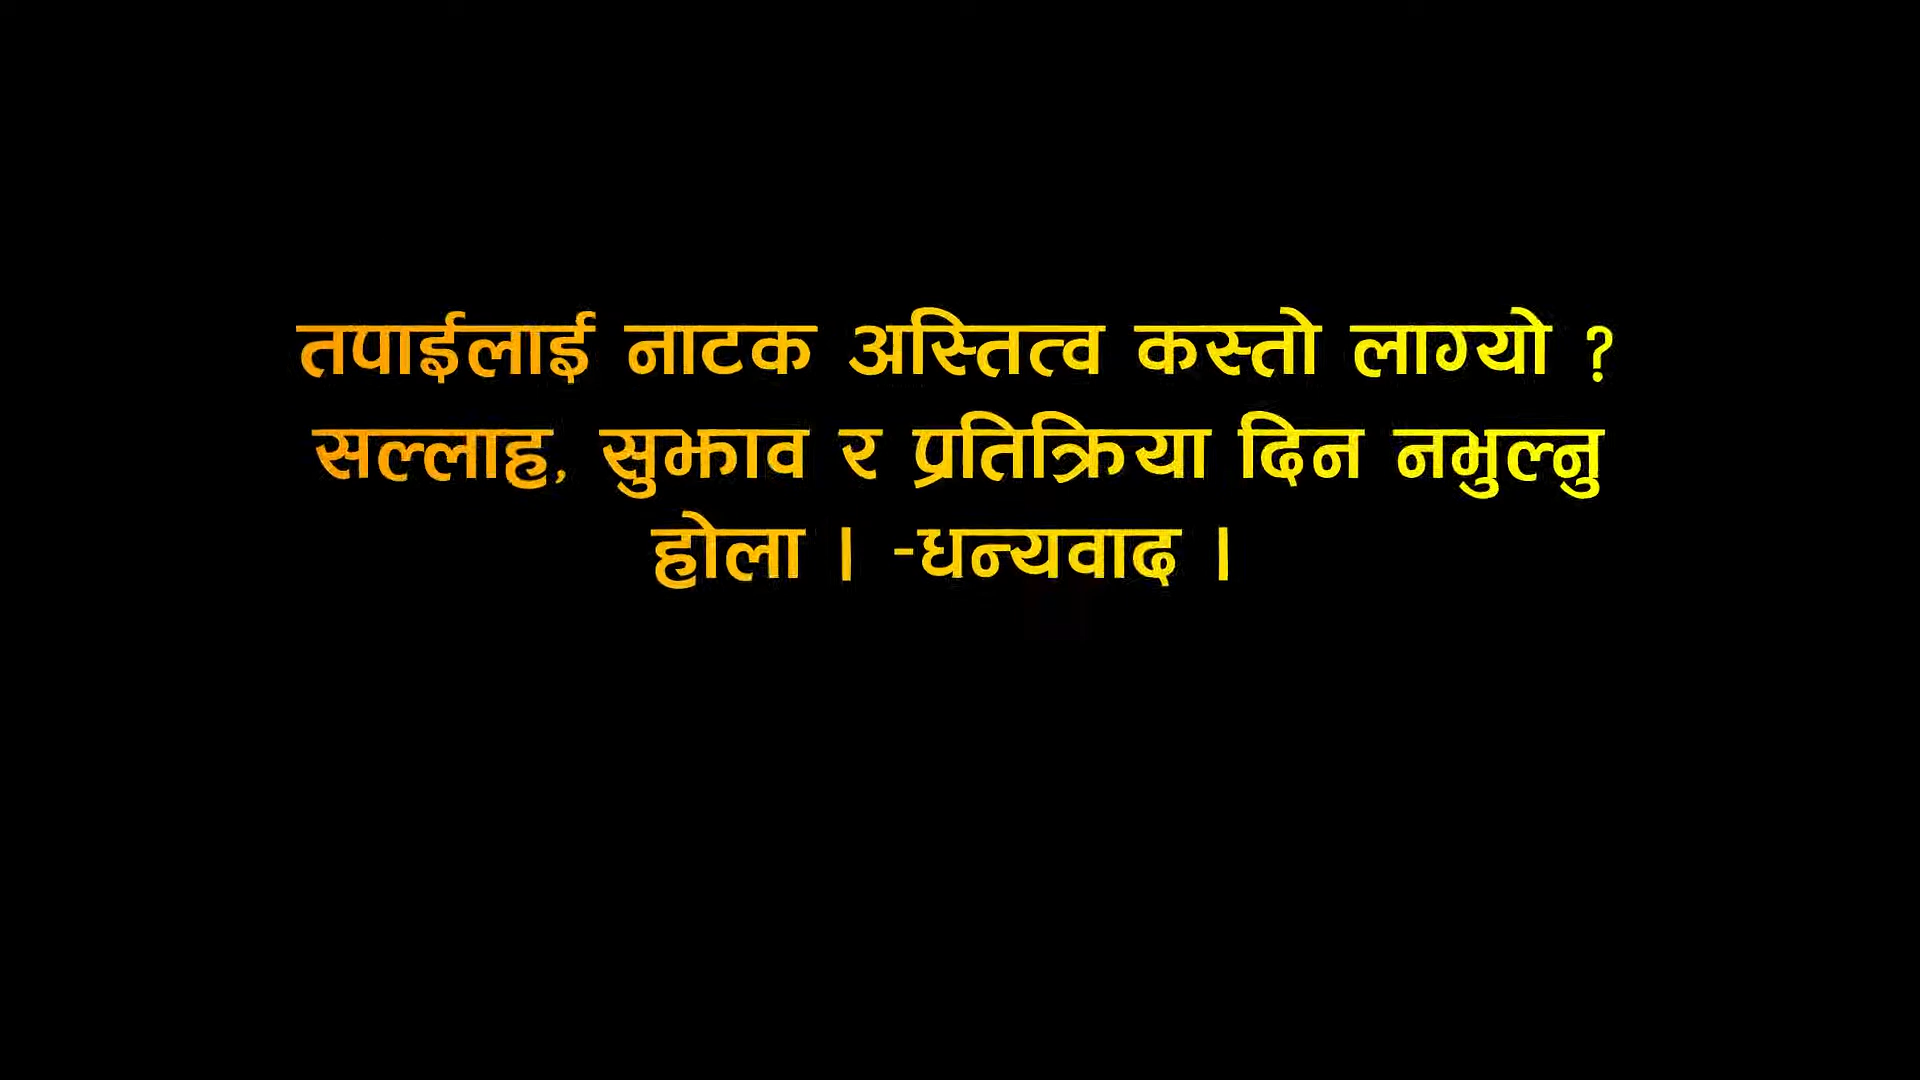 तपाईलाई नाटक अस्तित्व कस्तो लाग्यो ?
सल्लाह, सुझाव र प्रतिक्रिया दिन नभुल्नु
होला । -धन्यवाद ।